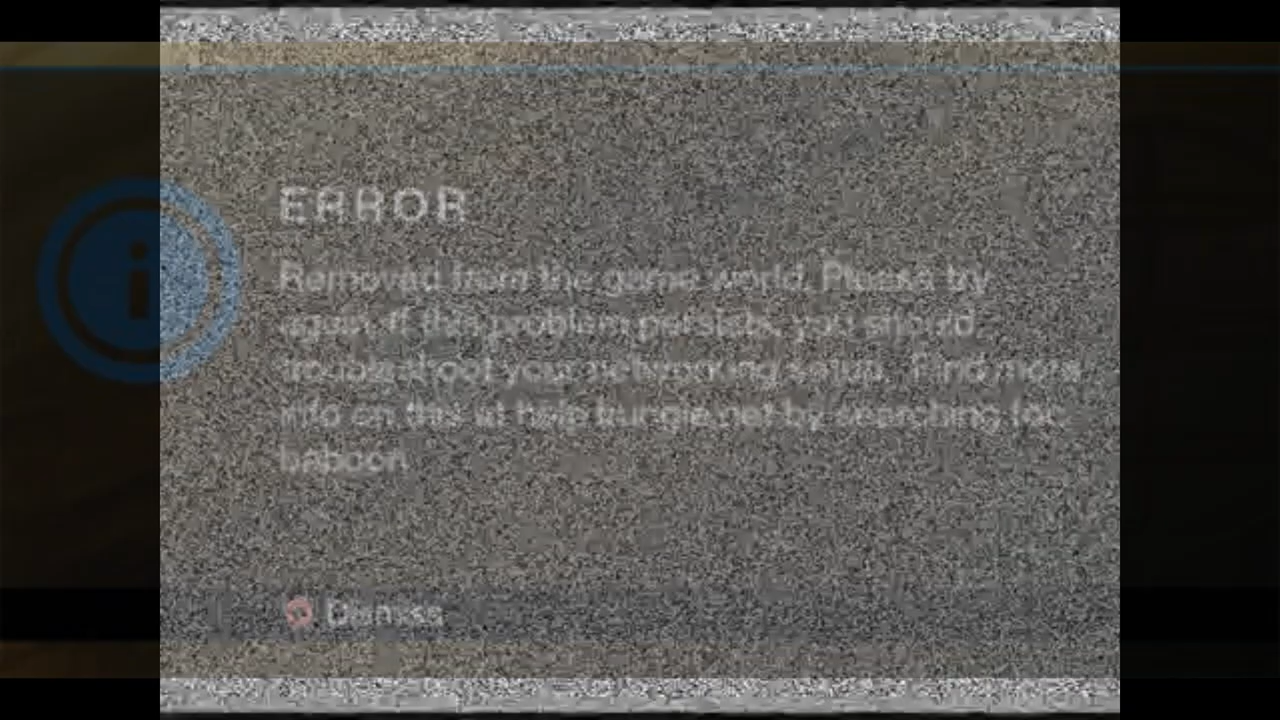 ERROR
Removed from the game world. Please try
again. If this problem persists, you should
troubleshoot your networking setup. Find more
info on this at help.bungie.net by searching for:
baboon
Dismiss